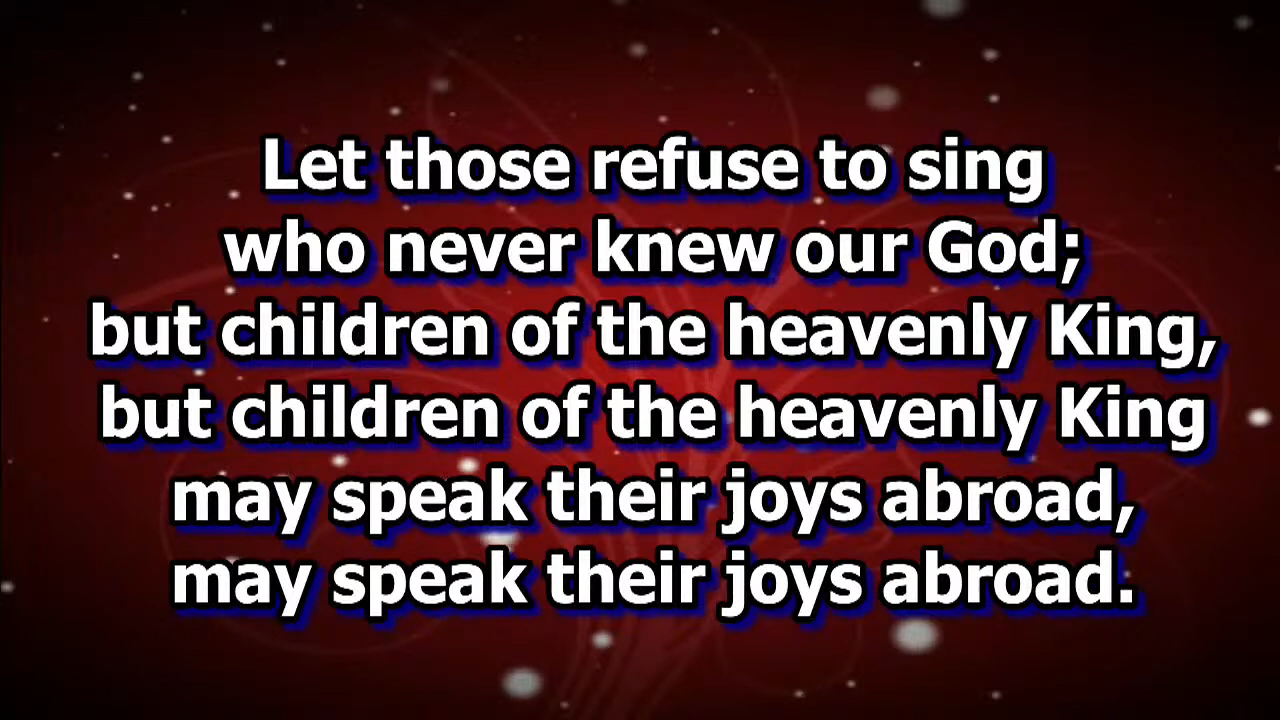 Let those refuse to sing
who never knew our God;
but children of the heavenly King,
but children of the heavenly King
may speak their joys abroad,
may speak their joys abroad.